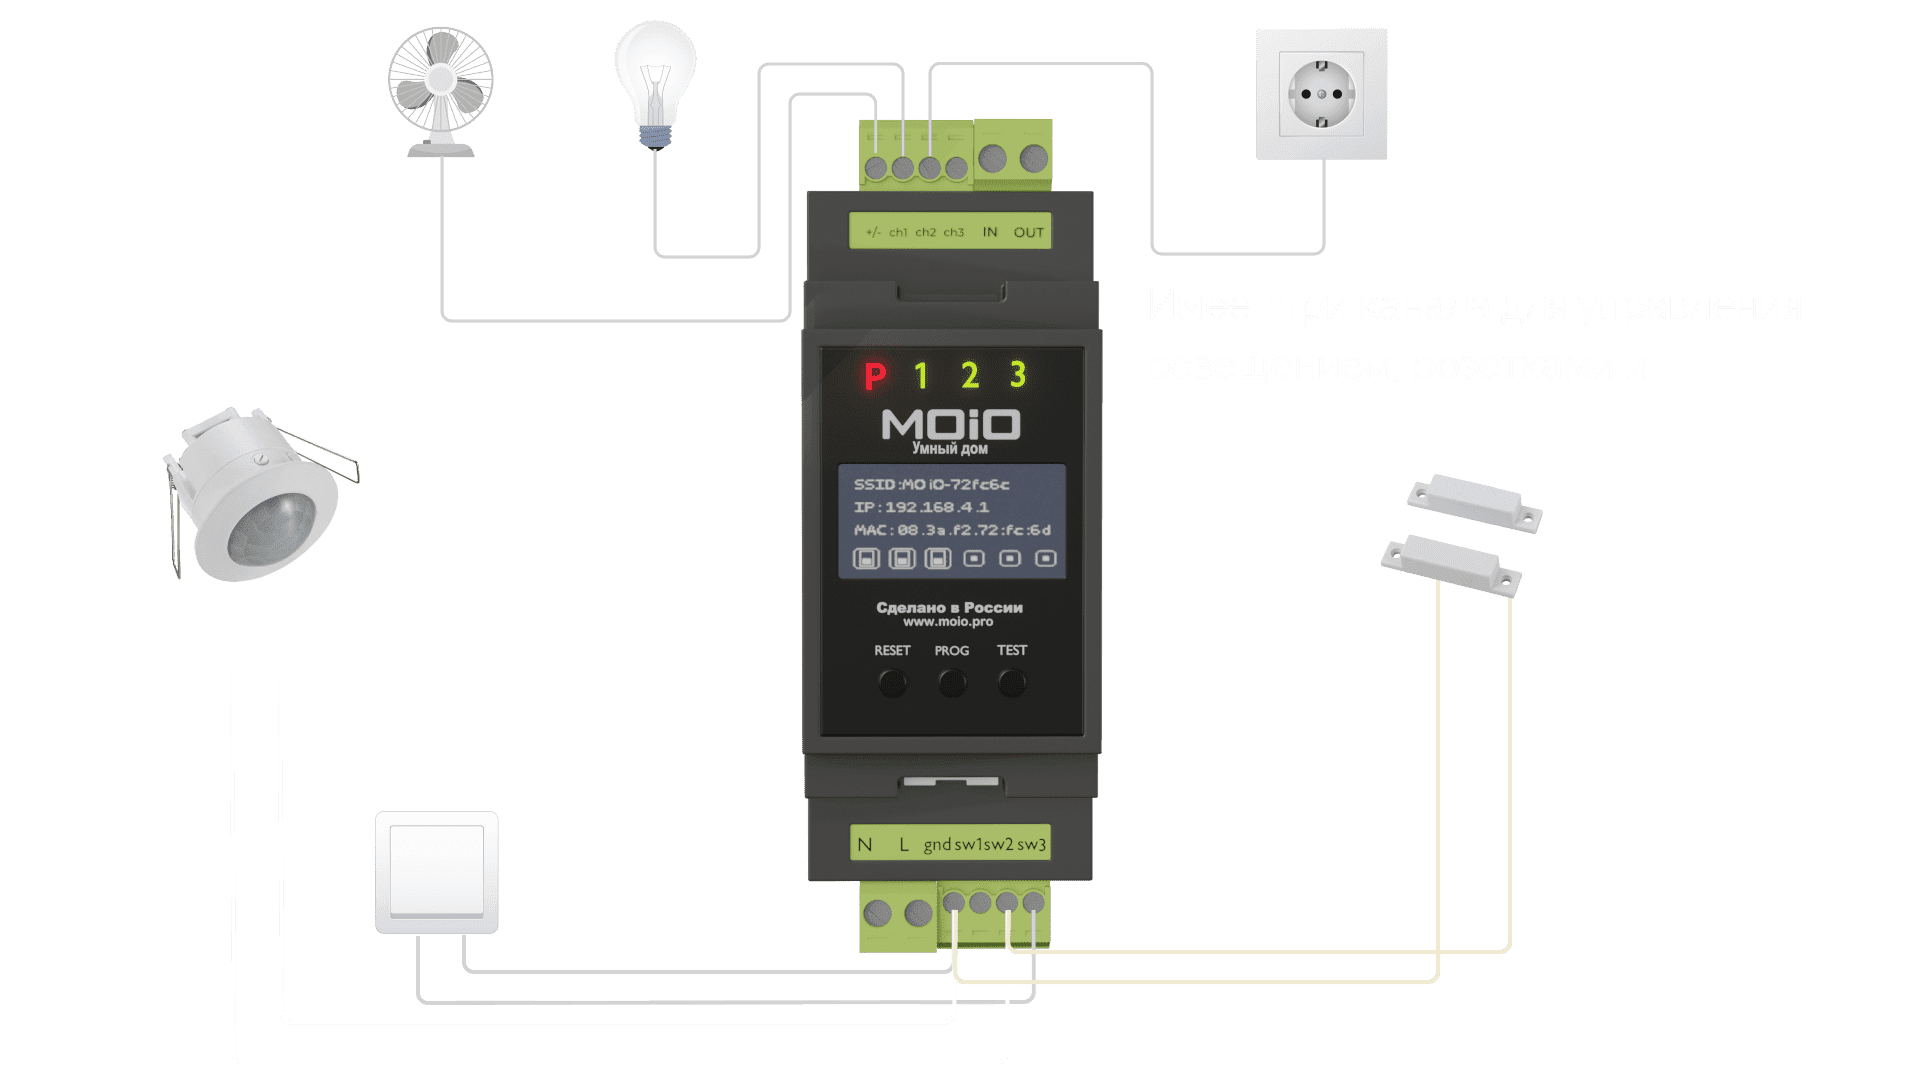 +/- ch1 ch2 ch3 IN OUT
P 1 2 3
MOiO
Умный дом
SSID:MOiO-72fc6c
IP:192.168.4.1
MAC:08.3a.f2.72:fc:6d
Сделано в России
www.moio.pro
RESET PROG TEST
N L gnd sw1 sw2 sw3